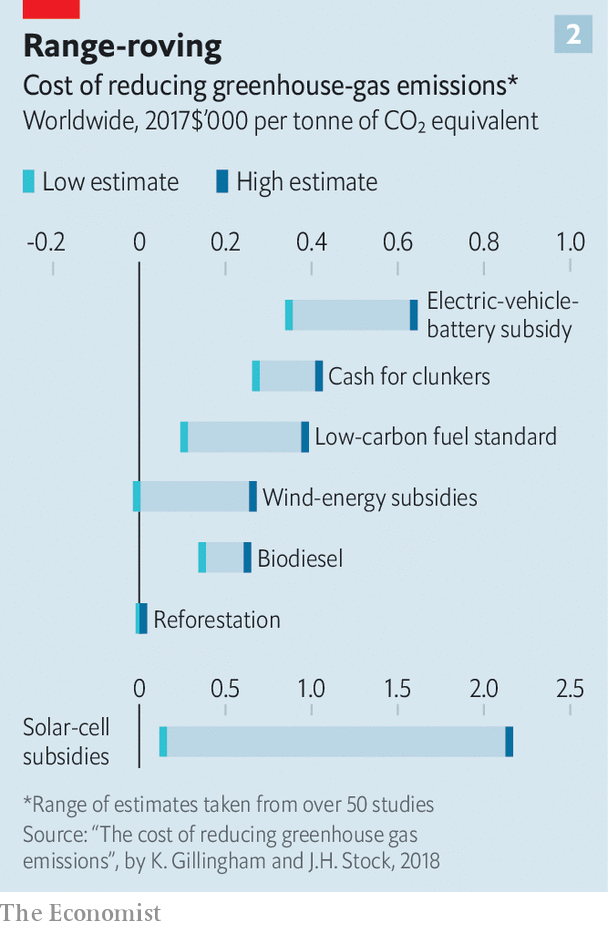 Range-roving
2
Cost of reducing greenhouse-gas emissions*
Worldwide, 2017$'000 per tonne of CO₂ equivalent
Low estimate High estimate
-0.2 0 0.2 0.4 0.6 0.8 1.0
Electric-vehicle-
battery subsidy
Cash for clunkers
Low-carbon fuel standard
Wind-energy subsidies
Biodiesel
Reforestation
0 0.5 1.0 1.5 2.0 2.5
Solar-cell
subsidies
*Range of estimates taken from over 50 studies
Source: “The cost of reducing greenhouse gas
emissions”, by K. Gillingham and J.H. Stock, 2018
The Economist